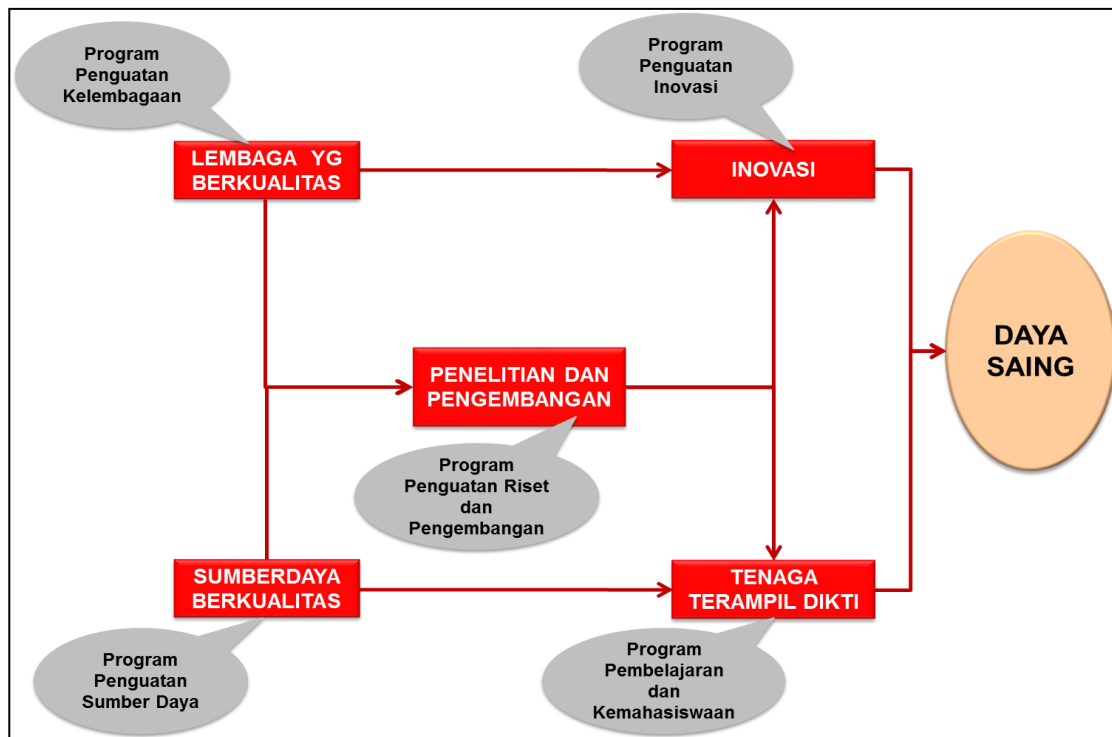 Program
Penguatan
Kelembagaan
Program
Penguatan
Inovasi
LEMBAGA YG
BERKUALITAS
INOVASI
PENELITIAN DAN
PENGEMBANGAN
DAYA
SAING
Program
Penguatan Riset
dan
Pengembangan
SUMBERDAYA
BERKUALITAS
TENAGA
TERAMPIL DIKTI
Program
Penguatan
Sumber Daya
Program
Pembelajaran
dan
Kemahasiswaan